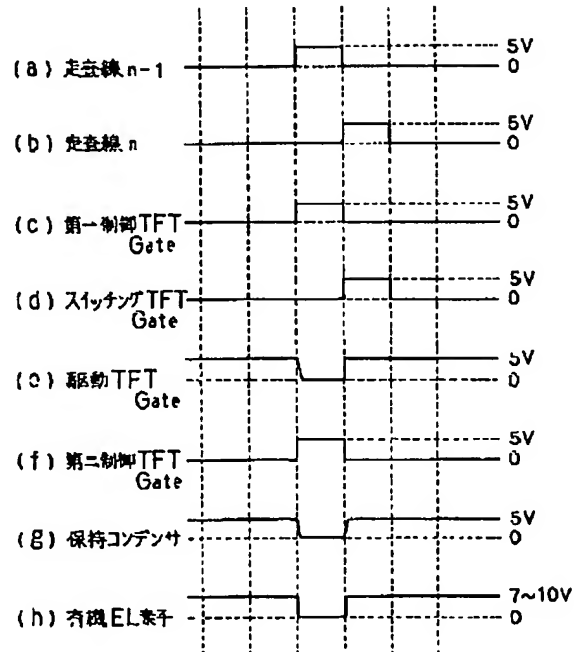 5V
(a) 走査線 n-1
0
5V
(b) 走査線 n
0
5V
(c) 第一制御TFT
0
Gate
5V
(d) スイッチングTFT
0
Gate
5V
(e) 駆動TFT
0
Gate
5V
(f) 第二制御TFT
0
Gate
5V
(g) 保持コンデンサ
0
7~10V
(h) 有機EL素子
0